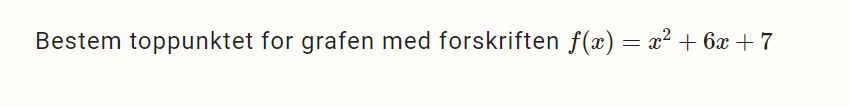 Bestem toppunktet for grafen med forskriften f(x) = x² + 6x + 7